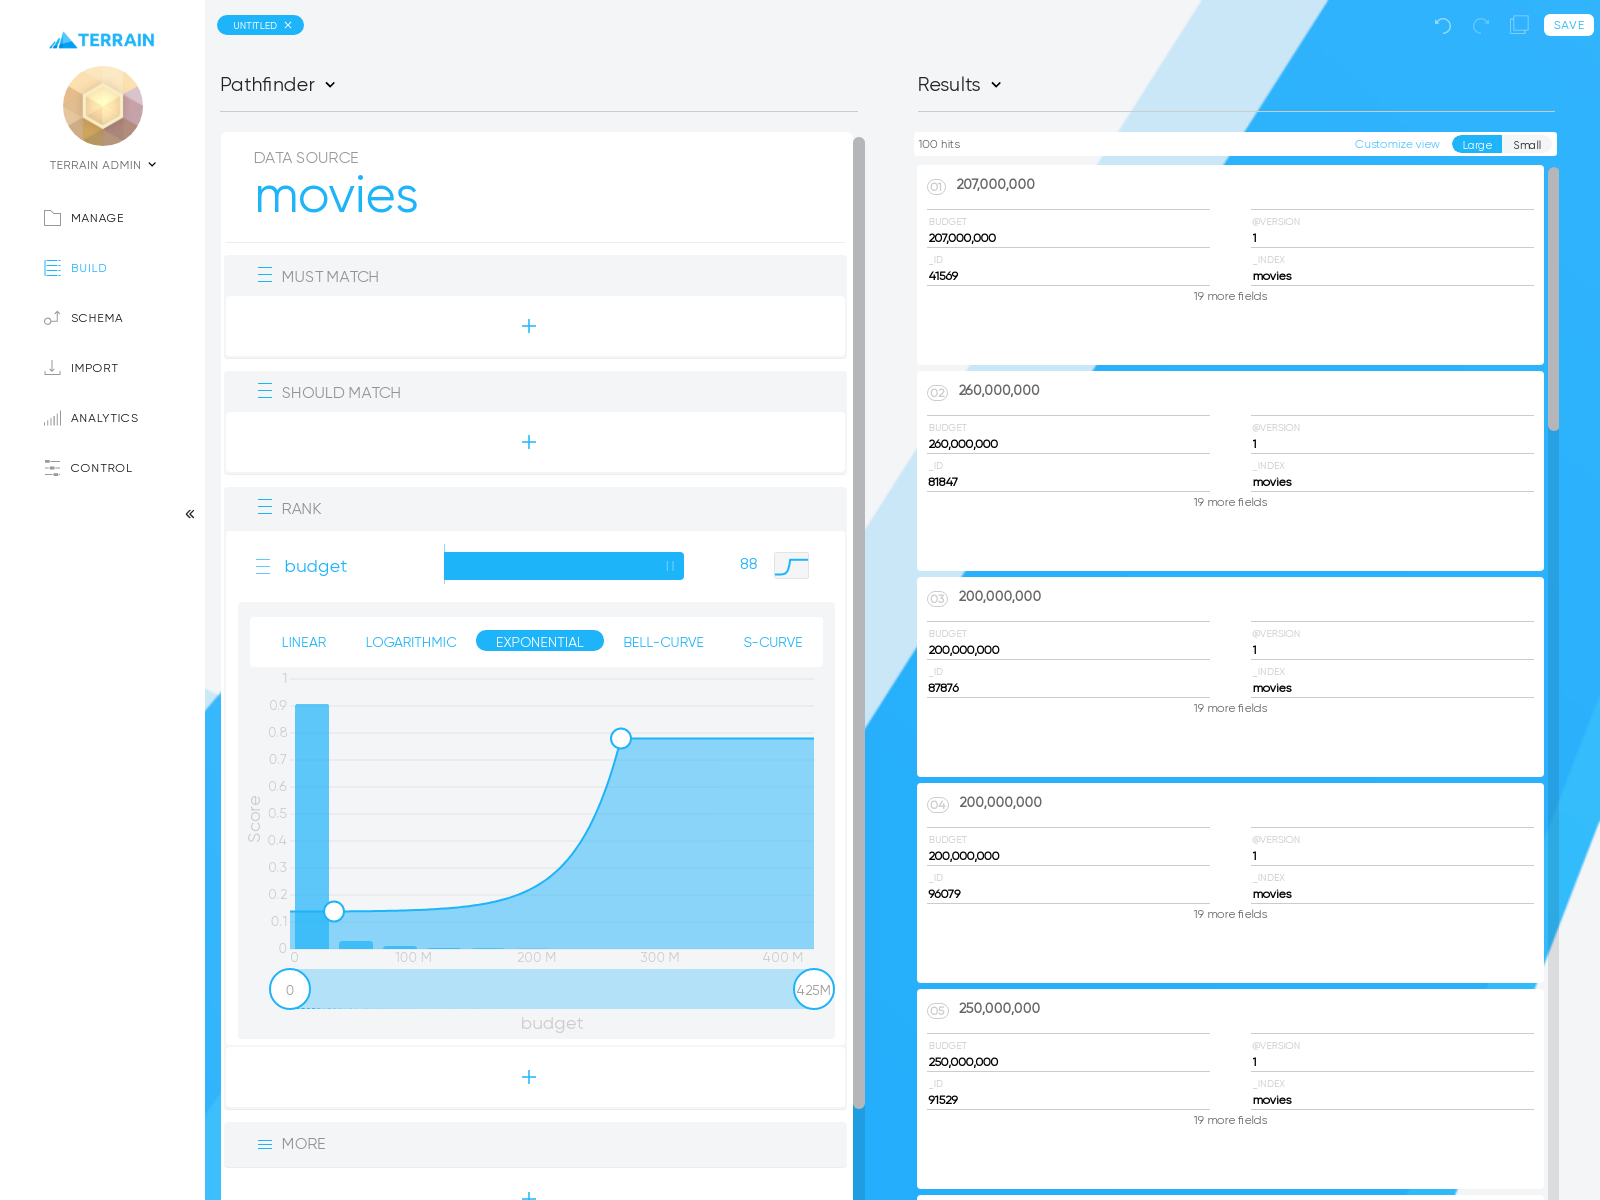 TERRAIN
TERRAIN ADMIN
MANAGE
BUILD
SCHEMA
IMPORT
ANALYTICS
CONTROL
UNTITLED
SAVE
Pathfinder
DATA SOURCE
movies
MUST MATCH
+
SHOULD MATCH
+
RANK
budget 88
LINEAR LOGARITHMIC EXPONENTIAL BELL-CURVE S-CURVE
1
0.9
0.8
0.7
0.6
0.5
0.4
0.3
0.2
0.1
0
Score
0 100 M 200 M 300 M 400 M
0 425M
budget
+
MORE
+
Results
100 hits Customize view Large Small
01 207,000,000
BUDGET @VERSION
207,000,000 1
_ID _INDEX
41569 movies
19 more fields
02 260,000,000
BUDGET @VERSION
260,000,000 1
_ID _INDEX
81847 movies
19 more fields
03 200,000,000
BUDGET @VERSION
200,000,000 1
_ID _INDEX
87876 movies
19 more fields
04 200,000,000
BUDGET @VERSION
200,000,000 1
_ID _INDEX
96079 movies
19 more fields
05 250,000,000
BUDGET @VERSION
250,000,000 1
_ID _INDEX
91529 movies
19 more fields